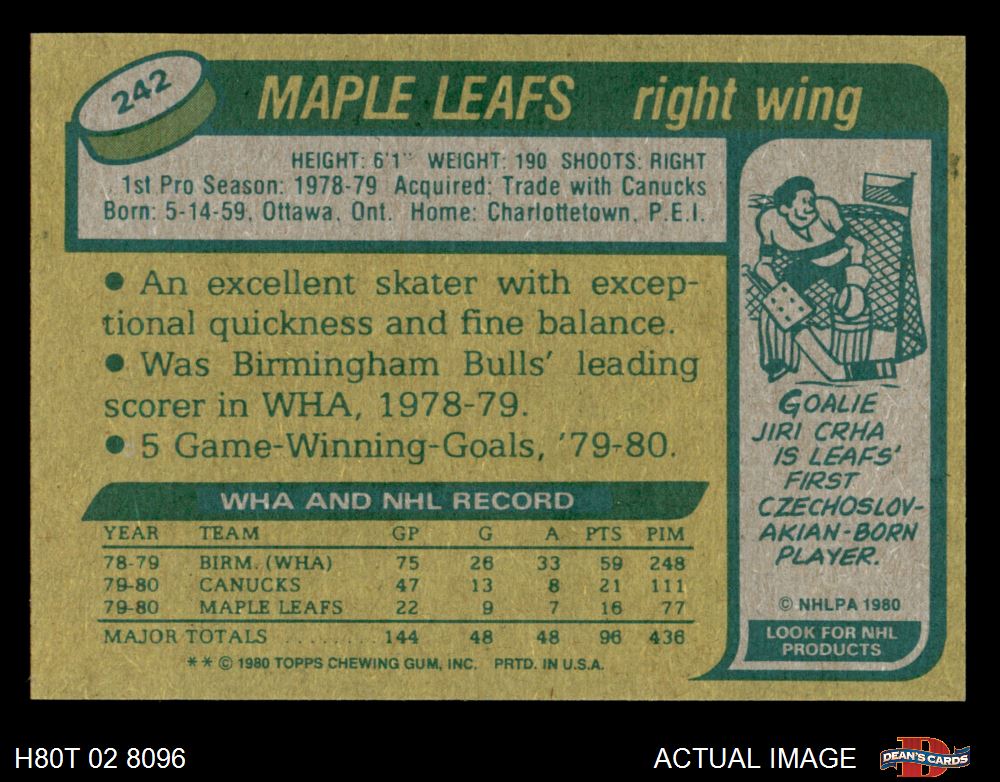 242
MAPLE LEAFS right wing
HEIGHT: 6'1" WEIGHT: 190 SHOOTS: RIGHT
1st Pro Season: 1978-79 Acquired: Trade with Canucks
Born: 5-14-59, Ottawa, Ont. Home: Charlottetown, P.E.I.
• An excellent skater with excep-
tional quickness and fine balance.
• Was Birmingham Bulls' leading
scorer in WHA, 1978-79.
• 5 Game-Winning-Goals, '79-80.
WHA AND NHL RECORD
YEAR TEAM GP G A PTS PIM
78-79 BIRM. (WHA) 75 26 33 59 248
79-80 CANUCKS 47 13 8 21 111
79-80 MAPLE LEAFS 22 9 7 16 77
MAJOR TOTALS ........ 144 48 48 96 436
** © 1980 TOPPS CHEWING GUM, INC. PRTD. IN U.S.A.
GOALIE
JIRI CRHA
IS LEAFS'
FIRST
CZECHOSLOV-
AKIAN-BORN
PLAYER.
© NHLPA 1980
LOOK FOR NHL
PRODUCTS
H80T 02 8096
ACTUAL IMAGE
DEAN'S CARDS